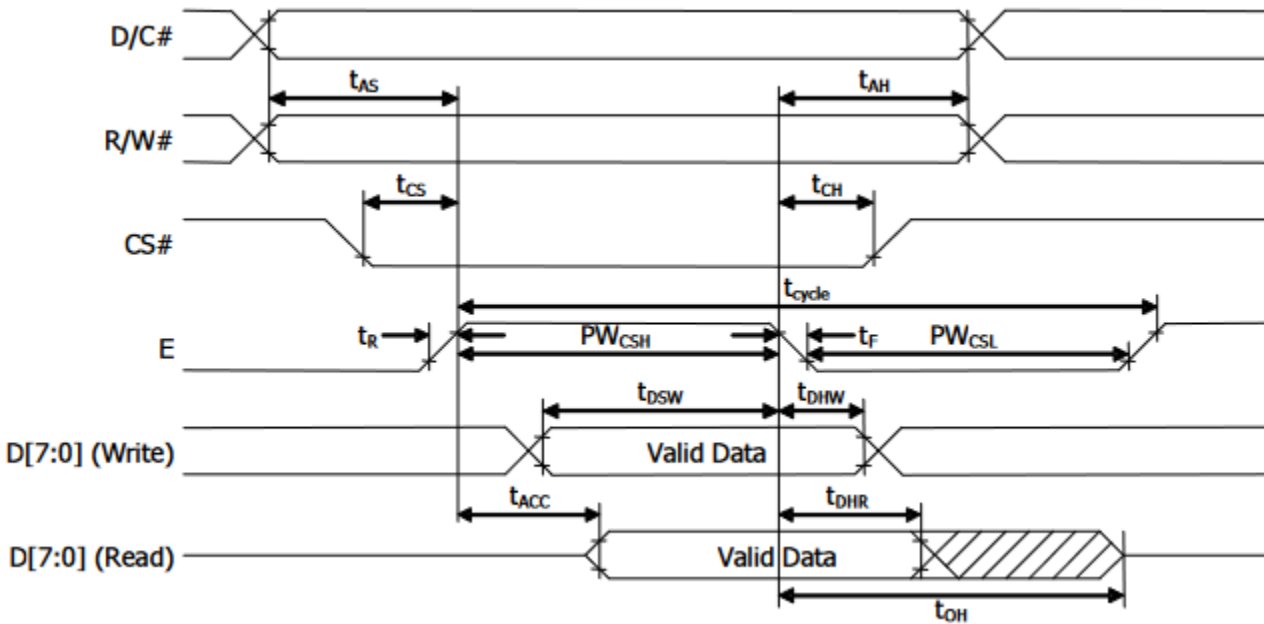 D/C#
tAS
tAH
R/W#
tCS
tCH
CS#
tcycle
tR
PWCSH
tF
PWCSL
E
tDSW
tDHW
D[7:0] (Write)
Valid Data
tACC
tDHR
D[7:0] (Read)
Valid Data
tOH